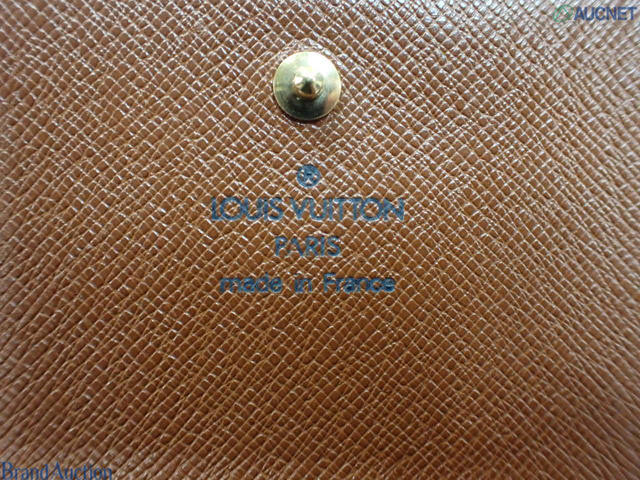 AUCNET
LOUIS VUITTON
PARIS
made in France
Brand Auction